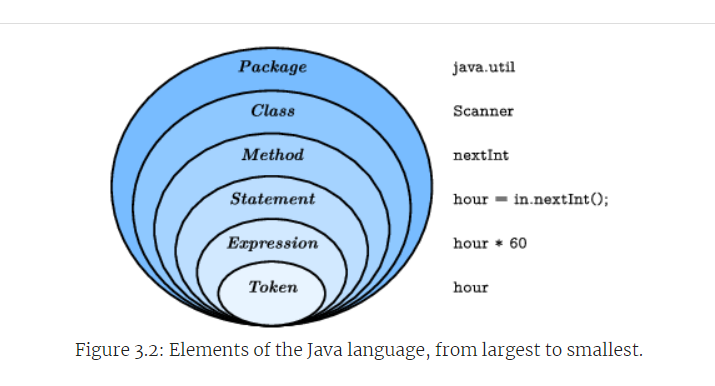 Package java.util
Class Scanner
Method nextInt
Statement hour = in.nextInt();
Expression hour * 60
Token hour
Figure 3.2: Elements of the Java language, from largest to smallest.